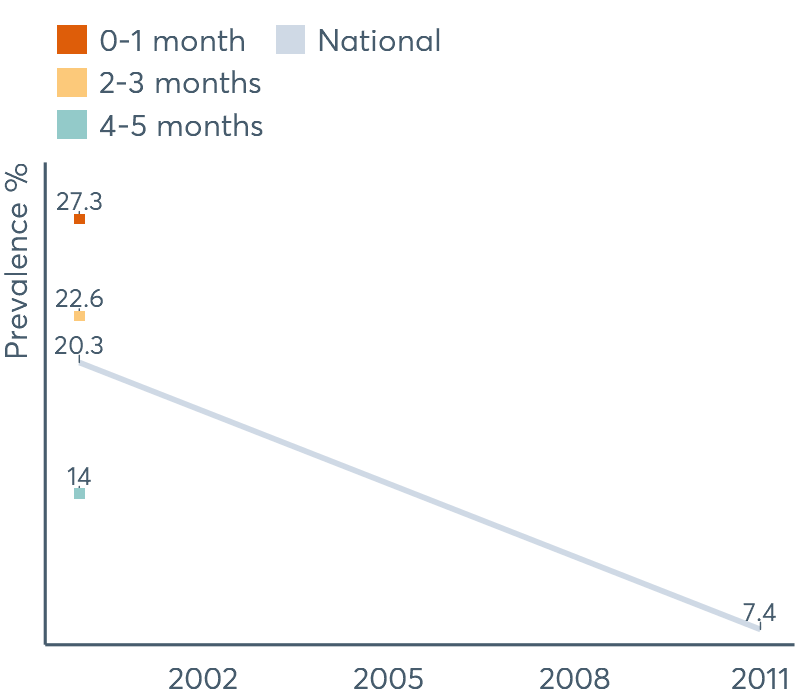 0-1 month
National
2-3 months
4-5 months
Prevalence %
27.3
22.6
20.3
14
7.4
2002
2005
2008
2011